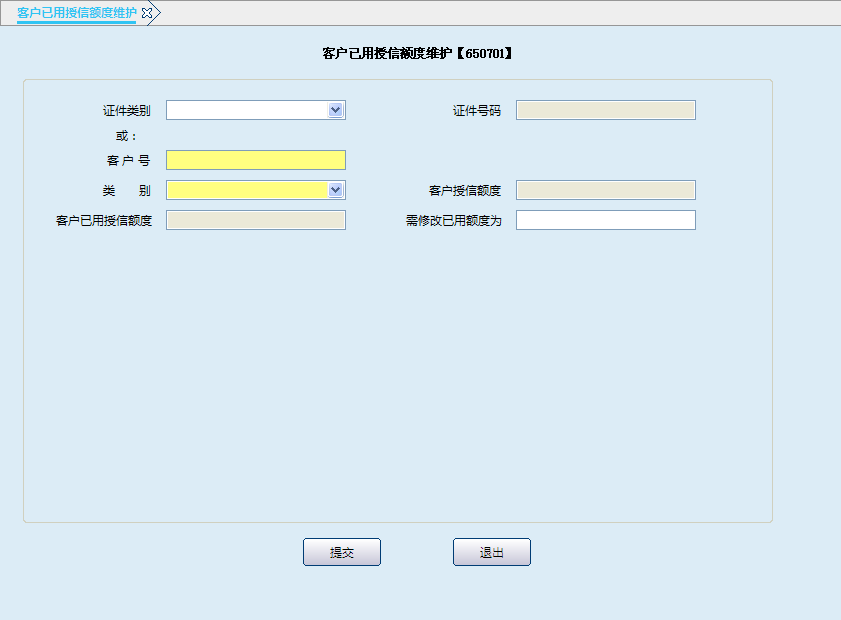 客户已用授信额度维护
客户已用授信额度维护【650701】
证件类别 证件号码
或：
客 户 号
类 别 客户授信额度
客户已用授信额度 需修改已用额度为
提交 退出